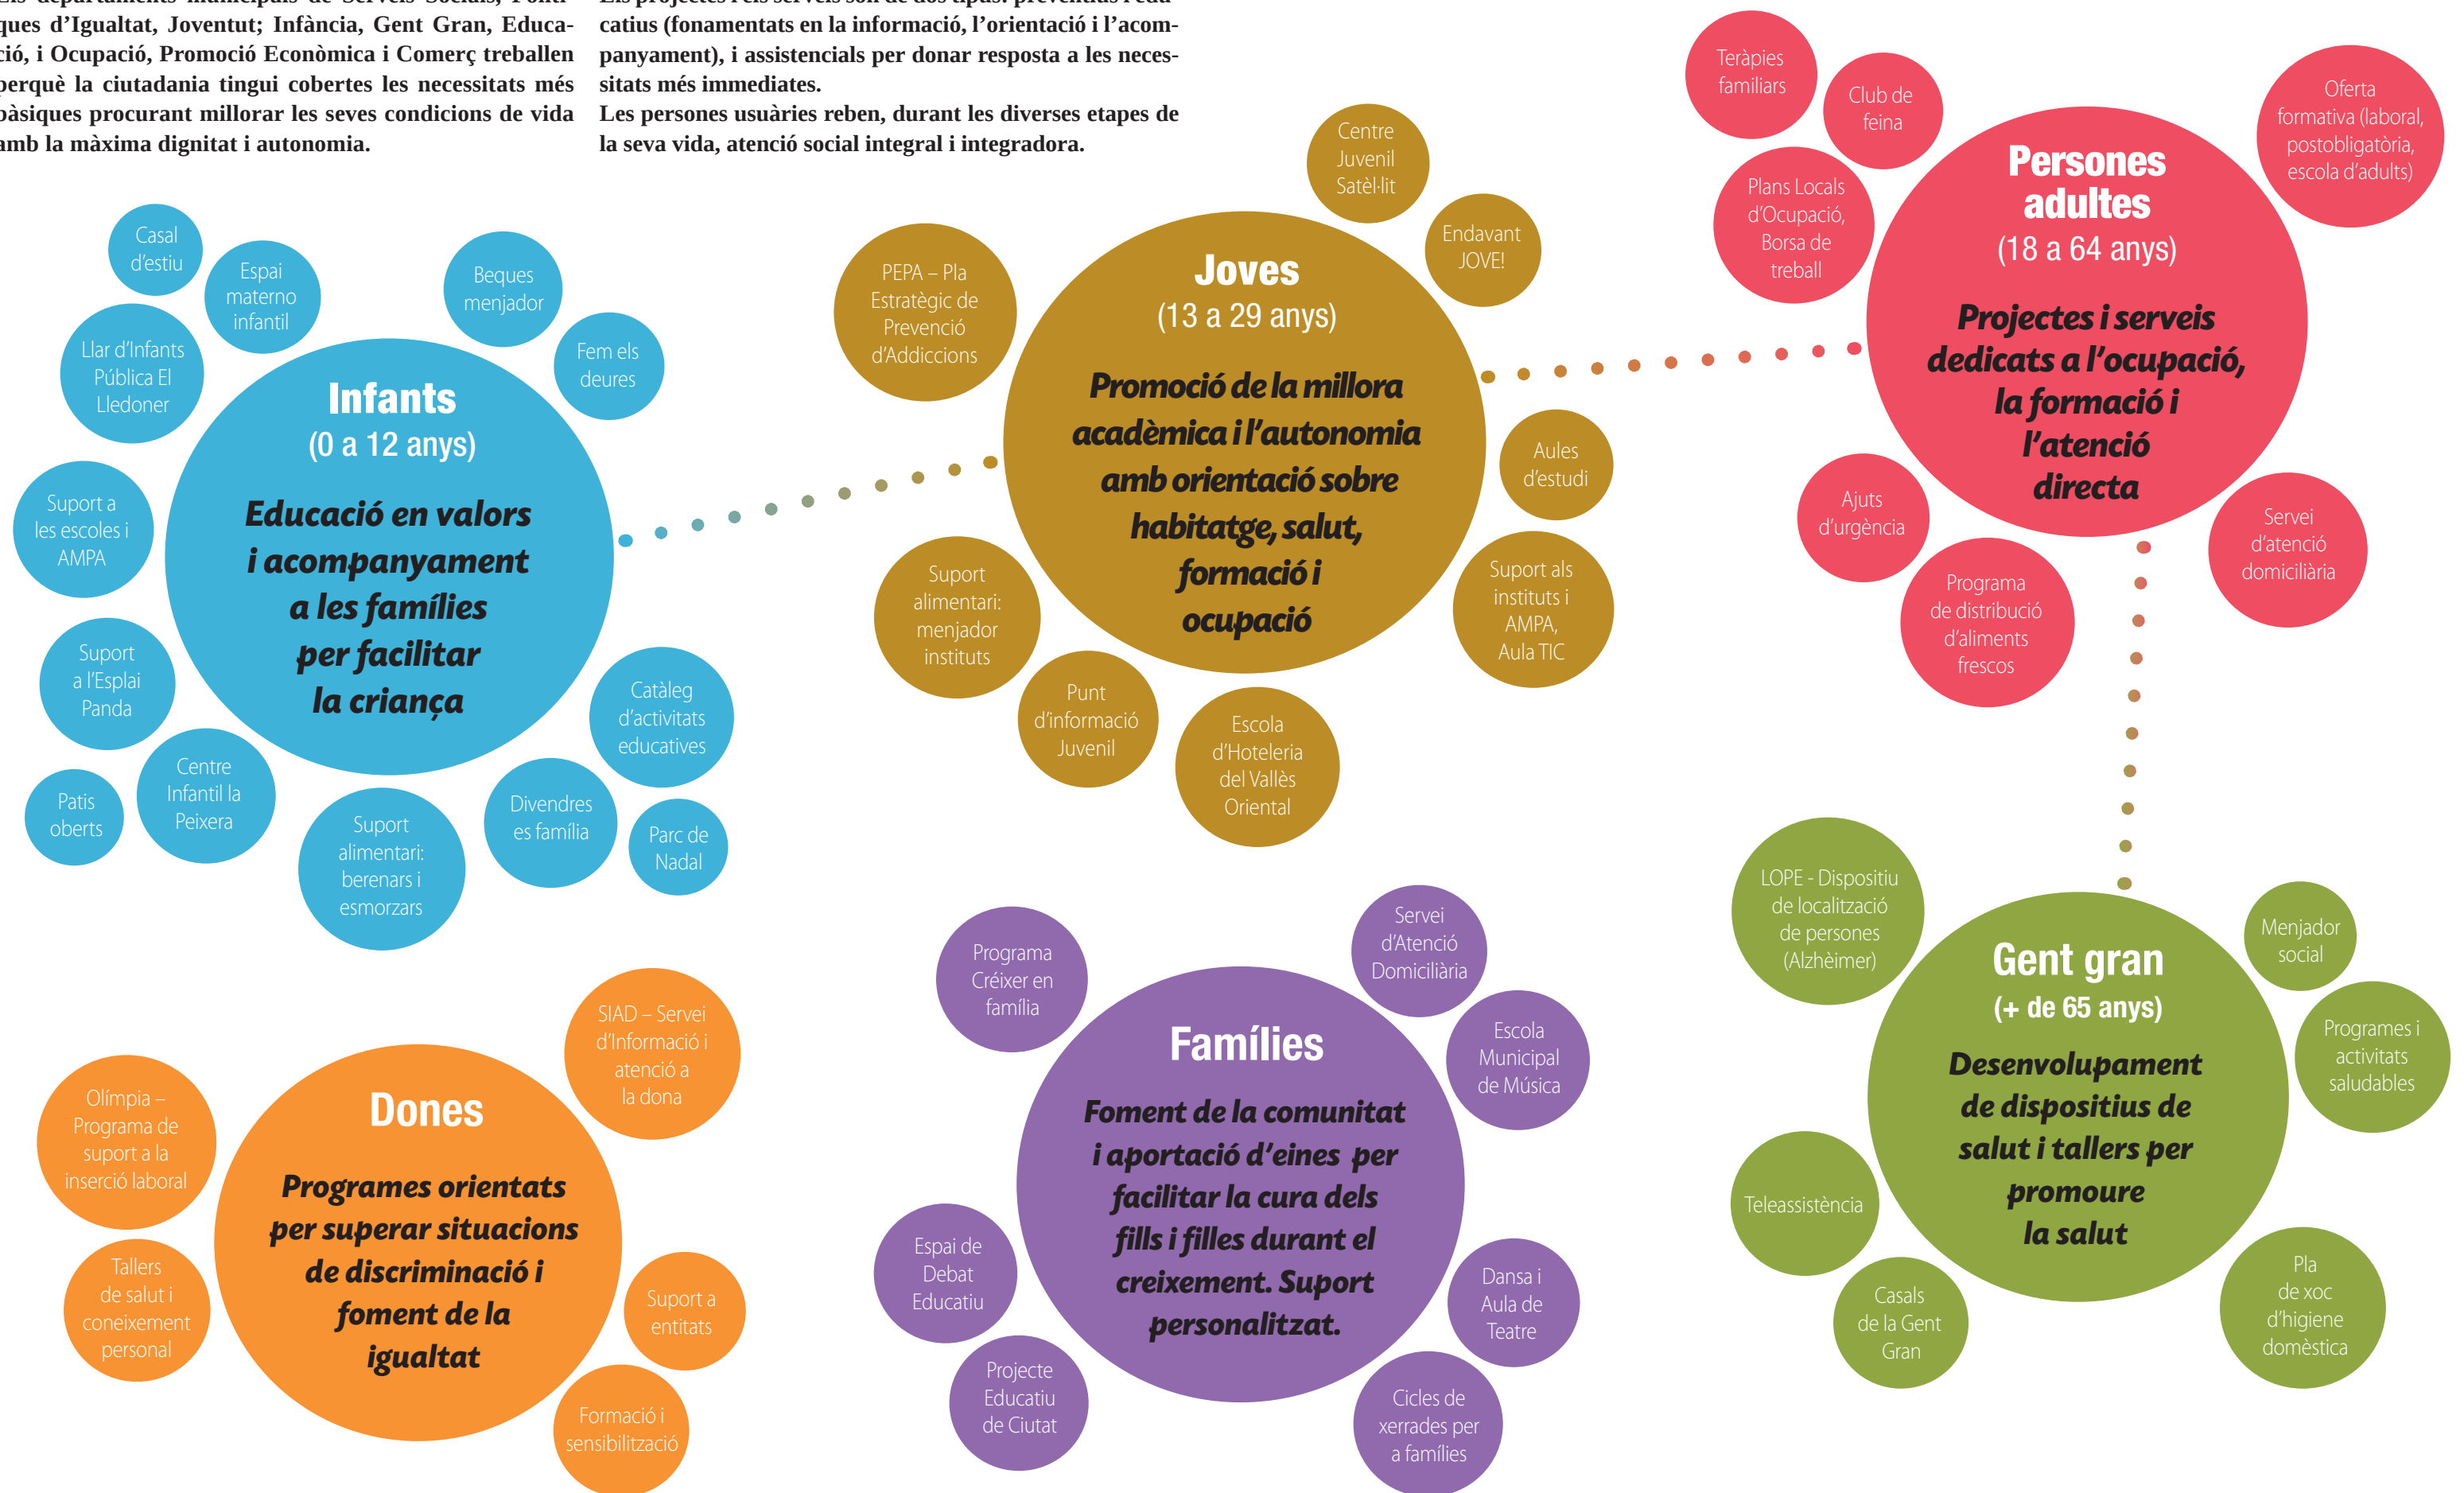 Els departaments municipals de Serveis Socials, Políti-
ques d’Igualtat, Joventut; Infància, Gent Gran, Educa-
ció, i Ocupació, Promoció Econòmica i Comerç treballen
perquè la ciutadania tingui cobertes les necessitats més
bàsiques procurant millorar les seves condicions de vida
amb la màxima dignitat i autonomia.
Els projectes i els serveis són de dos tipus: preventius i edu-
catius (fonamentats en la informació, l’orientació i l’acom-
panyament), i assistencials per donar resposta a les neces-
sitats més immediates.
Les persones usuàries reben, durant les diverses etapes de
la seva vida, atenció social integral i integradora.
Infants
(0 a 12 anys)
Educació en valors
i acompanyament
a les famílies
per facilitar
la criança
Casal
d’estiu
Espai
materno
infantil
Beques
menjador
Fem els
deures
Llar d’Infants
Pública El
Lledoner
Suport a
les escoles i
AMPA
Suport
a l’Esplai
Panda
Patis
oberts
Centre
Infantil la
Peixera
Suport
alimentari:
berenars i
esmorzars
Divendres
es família
Catàleg
d’activitats
educatives
Parc de
Nadal
Joves
(13 a 29 anys)
Promoció de la millora
acadèmica i l’autonomia
amb orientació sobre
habitatge, salut,
formació i
ocupació
PEPA – Pla
Estratègic de
Prevenció
d’Addiccions
Centre
Juvenil
Satèl·lit
Endavant
JOVE!
Aules
d’estudi
Suport als
instituts i
AMPA,
Aula TIC
Suport
alimentari:
menjador
instituts
Punt
d’informació
Juvenil
Escola
d’Hoteleria
del Vallès
Oriental
Persones
adultes
(18 a 64 anys)
Projectes i serveis
dedicats a l’ocupació,
la formació i
l’atenció
directa
Teràpies
familiars
Club de
feina
Plans Locals
d’Ocupació,
Borsa de
treball
Oferta
formativa (laboral,
postobligatòria,
escola d’adults)
Ajuts
d’urgència
Programa
de distribució
d’aliments
frescos
Servei
d’atenció
domiciliària
Dones
Programes orientats
per superar situacions
de discriminació i
foment de la
igualtat
SIAD – Servei
d’Informació i
atenció a
la dona
Olímpia –
Programa de
suport a la
inserció laboral
Tallers
de salut i
coneixement
personal
Suport a
entitats
Formació i
sensibilització
Famílies
Foment de la comunitat
i aportació d’eines per
facilitar la cura dels
fills i filles durant el
creixement. Suport
personalitzat.
Programa
Créixer en
família
Servei
d’Atenció
Domiciliària
Escola
Municipal
de Música
Espai de
Debat
Educatiu
Projecte
Educatiu
de Ciutat
Dansa i
Aula de
Teatre
Cicles de
xerrades per
a famílies
Gent gran
(+ de 65 anys)
Desenvolupament
de dispositius de
salut i tallers per
promoure
la salut
LOPE - Dispositiu
de localització
de persones
(Alzhèimer)
Menjador
social
Programes i
activitats
saludables
Teleassistència
Casals
de la Gent
Gran
Pla
de xoc
d’higiene
domèstica